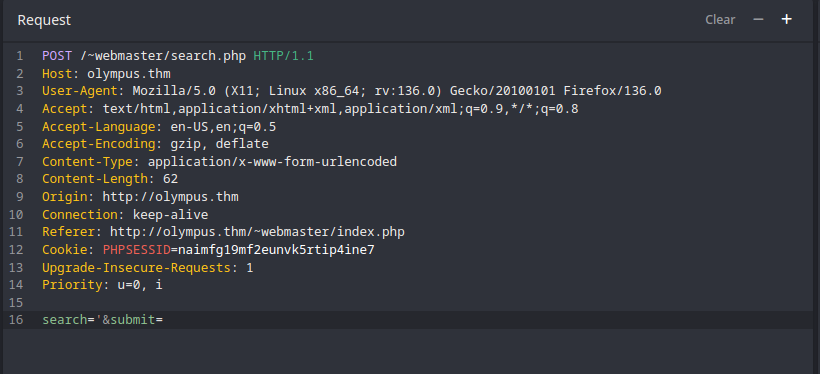 Request
Clear − +
1 POST /~webmaster/search.php HTTP/1.1
2 Host: olympus.thm
3 User-Agent: Mozilla/5.0 (X11; Linux x86_64; rv:136.0) Gecko/20100101 Firefox/136.0
4 Accept: text/html,application/xhtml+xml,application/xml;q=0.9,*/*;q=0.8
5 Accept-Language: en-US,en;q=0.5
6 Accept-Encoding: gzip, deflate
7 Content-Type: application/x-www-form-urlencoded
8 Content-Length: 62
9 Origin: http://olympus.thm
10 Connection: keep-alive
11 Referer: http://olympus.thm/~webmaster/index.php
12 Cookie: PHPSESSID=naimfg19mf2eunvk5rtip4ine7
13 Upgrade-Insecure-Requests: 1
14 Priority: u=0, i
15
16 search='&submit=